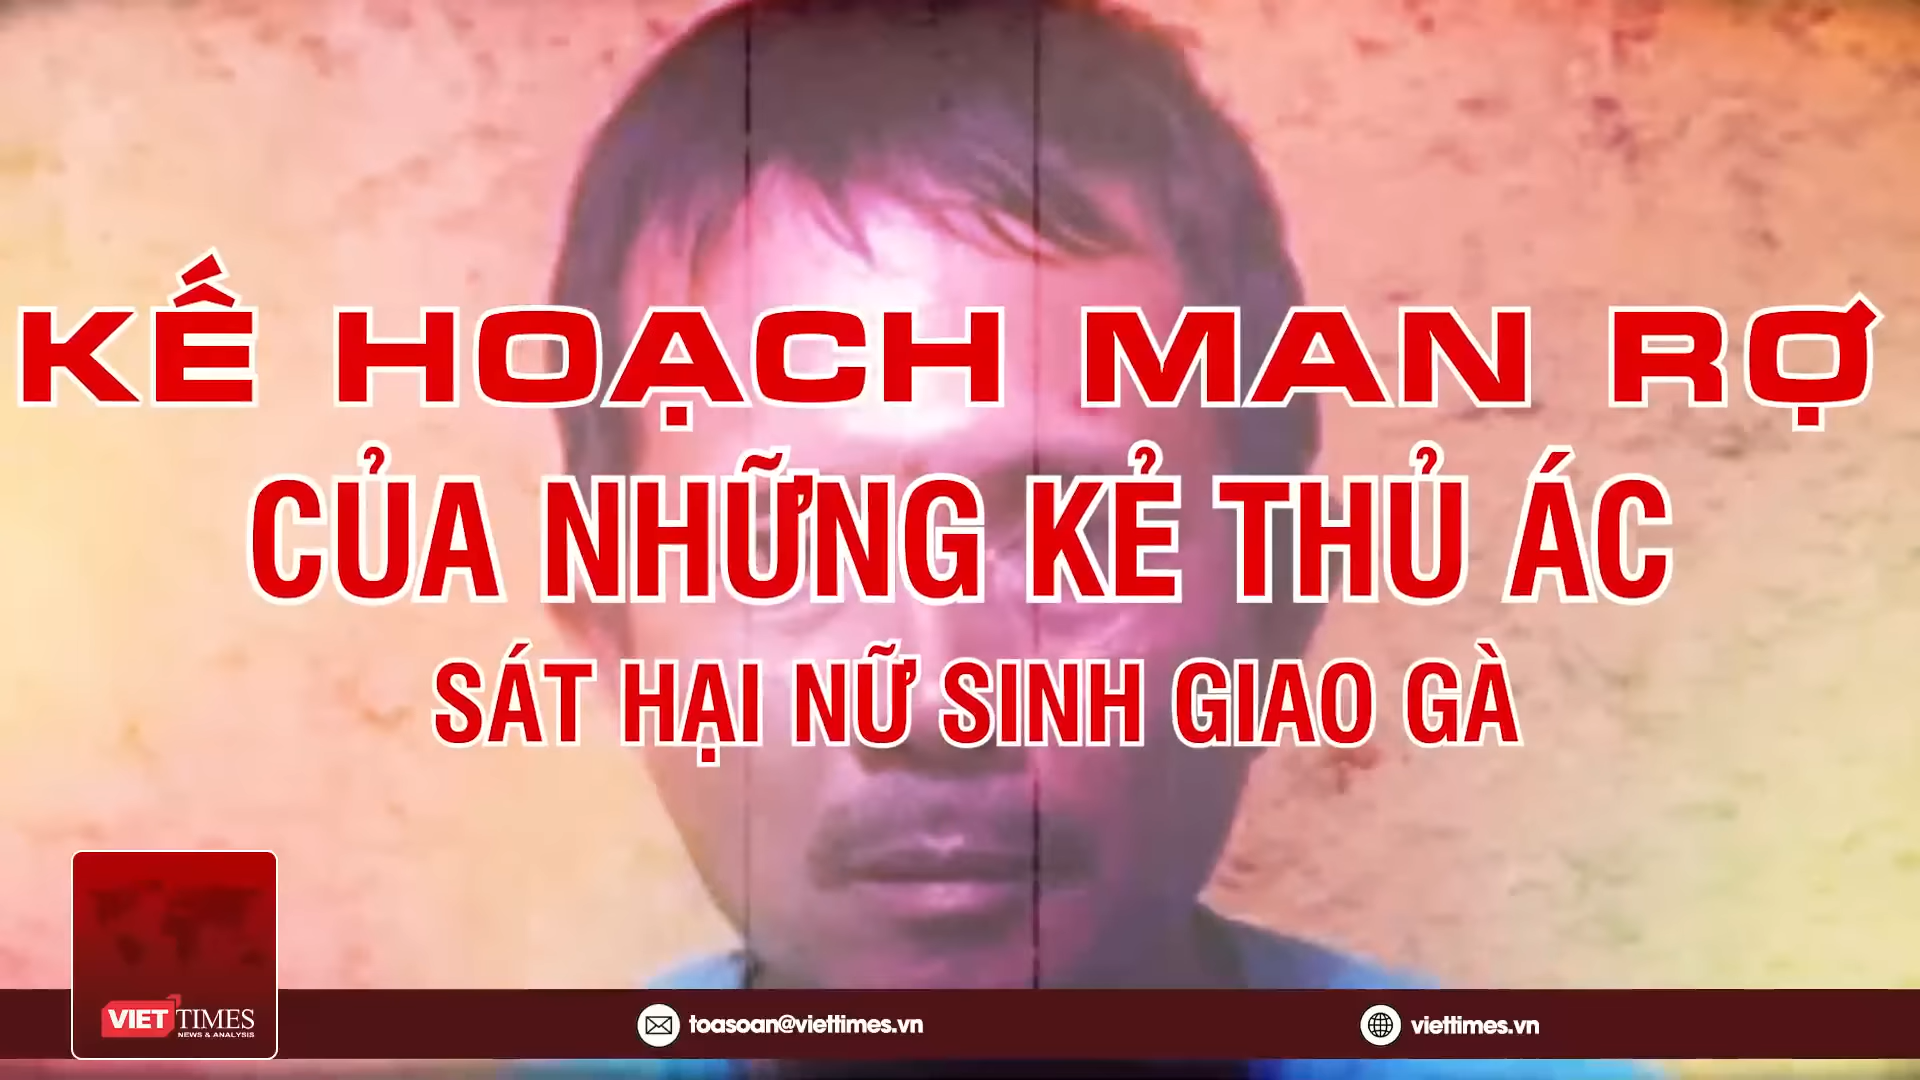 KẾ HOẠCH MAN RỢ
CỦA NHỮNG KẺ THỦ ÁC
SÁT HẠI NỮ SINH GIAO GÀ
VIETTIMES
NEWS & ANALYSIS
toasoan@viettimes.vn
viettimes.vn